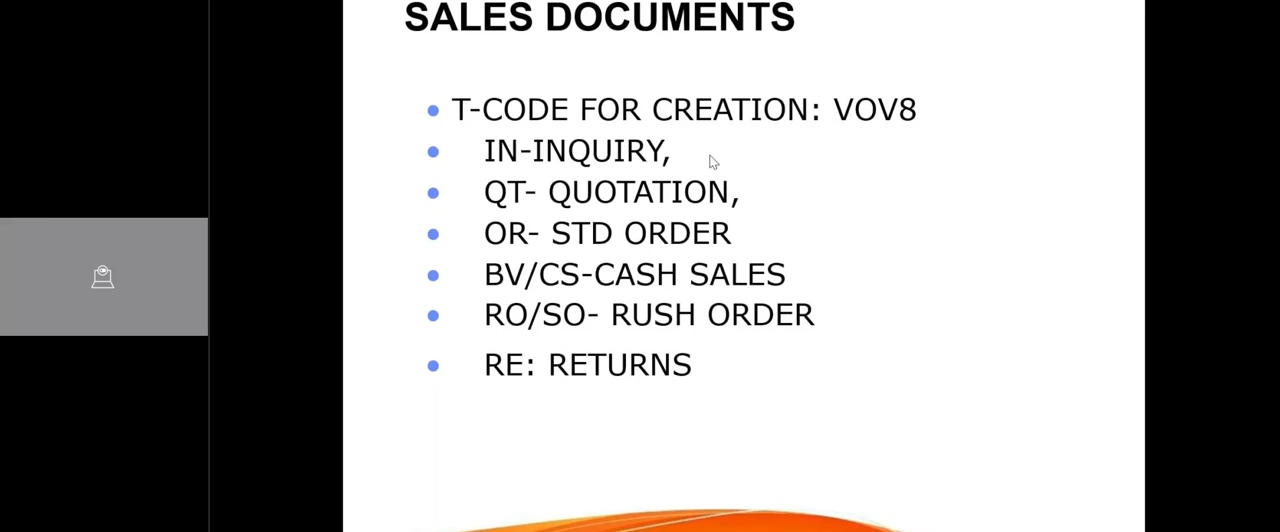 SALES DOCUMENTS
T-CODE FOR CREATION: VOV8
IN-INQUIRY,
QT- QUOTATION,
OR- STD ORDER
BV/CS-CASH SALES
RO/SO- RUSH ORDER
RE: RETURNS